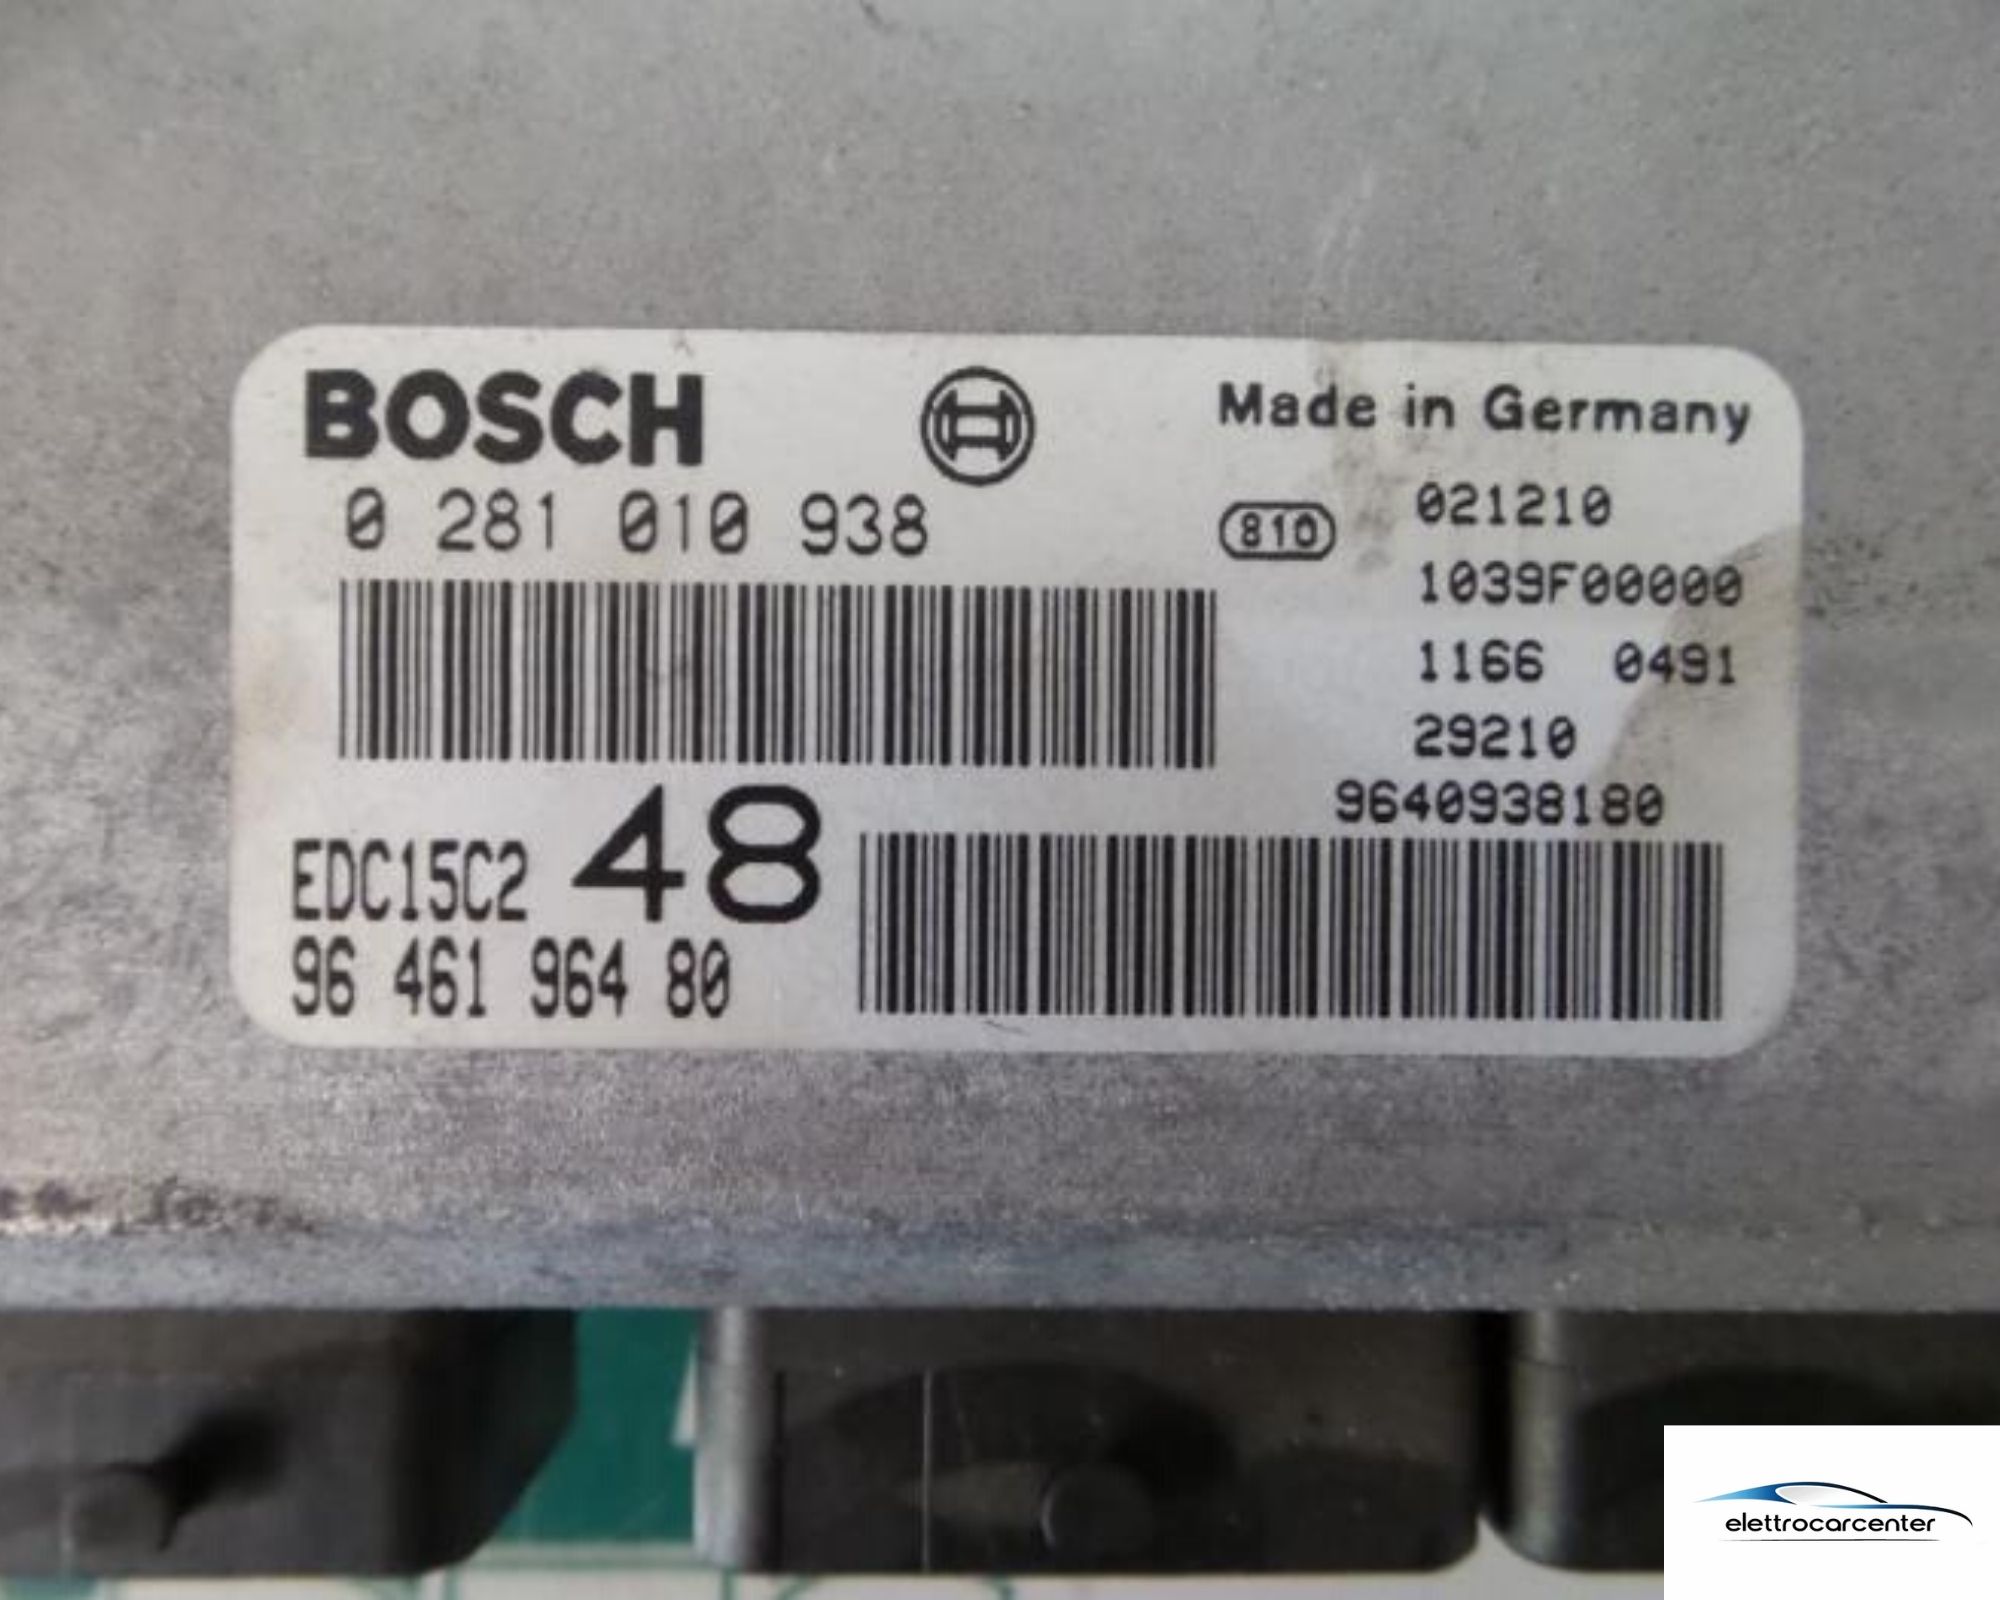 BOSCH
Made in Germany
0 281 010 938
810
021210
1039F00000
1166 0491
29210
9640938180
EDC15C2 48
96 461 964 80
elettrocarcenter